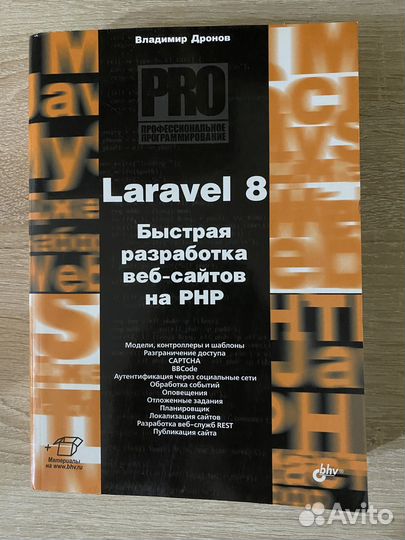 Владимир Дронов
PRO
ПРОФЕССИОНАЛЬНОЕ
ПРОГРАММИРОВАНИЕ
Laravel 8
Быстрая
разработка
веб-сайтов
на PHP
Модели, контроллеры и шаблоны
Разграничение доступа
CAPTCHA
BBCode
Аутентификация через социальные сети
Обработка событий
Оповещения
Отложенные задания
Планировщик
Локализация сайтов
Разработка веб-служб REST
Публикация сайта
+
Материалы
на www.bhv.ru
bhv®
Avito